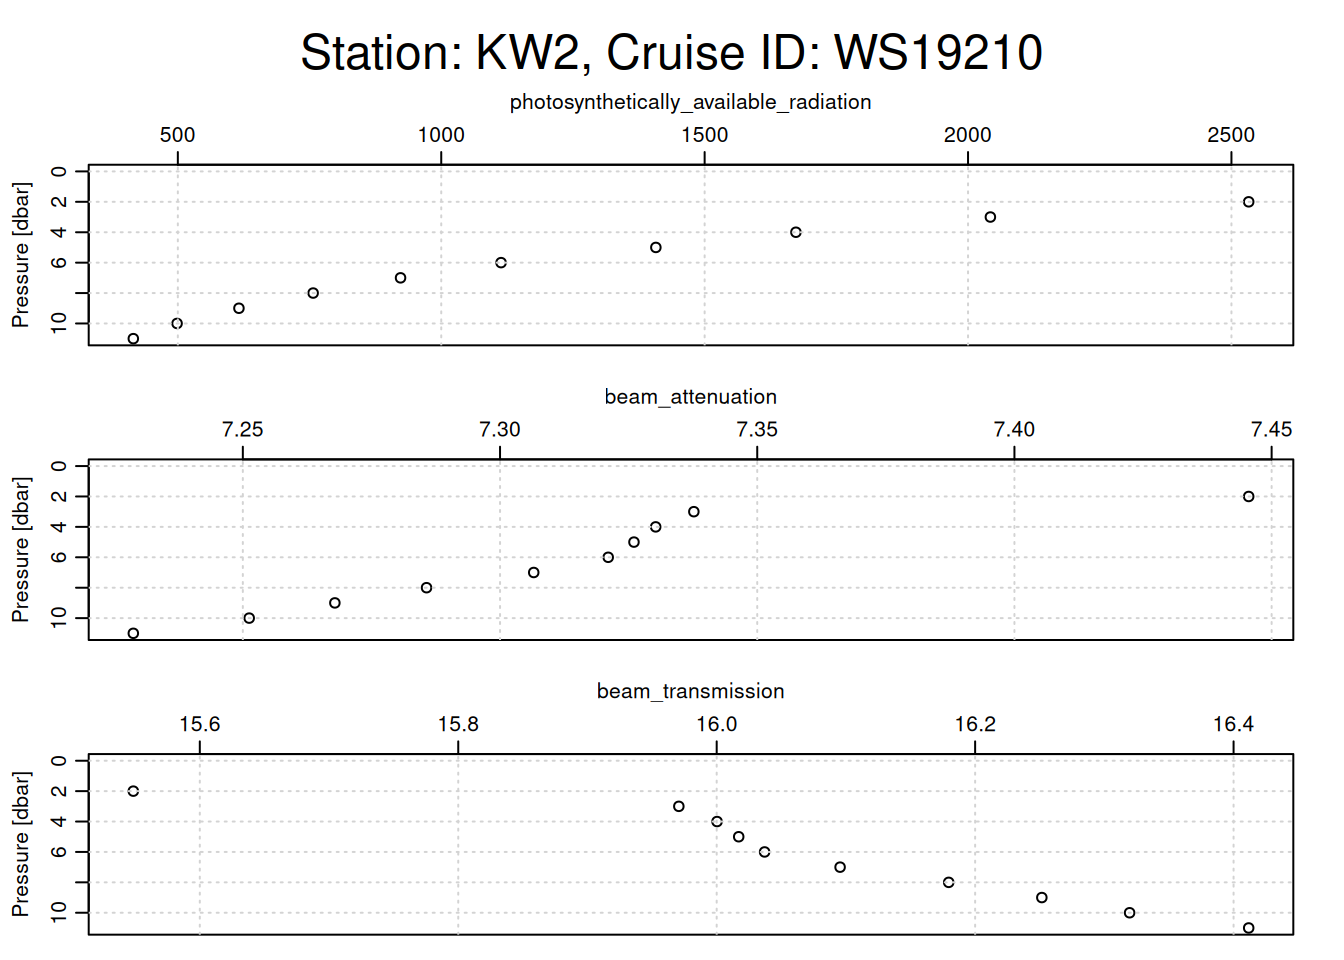 Station: KW2, Cruise ID: WS19210
photosynthetically_available_radiation
500 1000 1500 2000 2500
Pressure [dbar]
0
2
4
6
10
beam_attenuation
7.25 7.30 7.35 7.40 7.45
Pressure [dbar]
0
2
4
6
10
beam_transmission
15.6 15.8 16.0 16.2 16.4
Pressure [dbar]
0
2
4
6
10